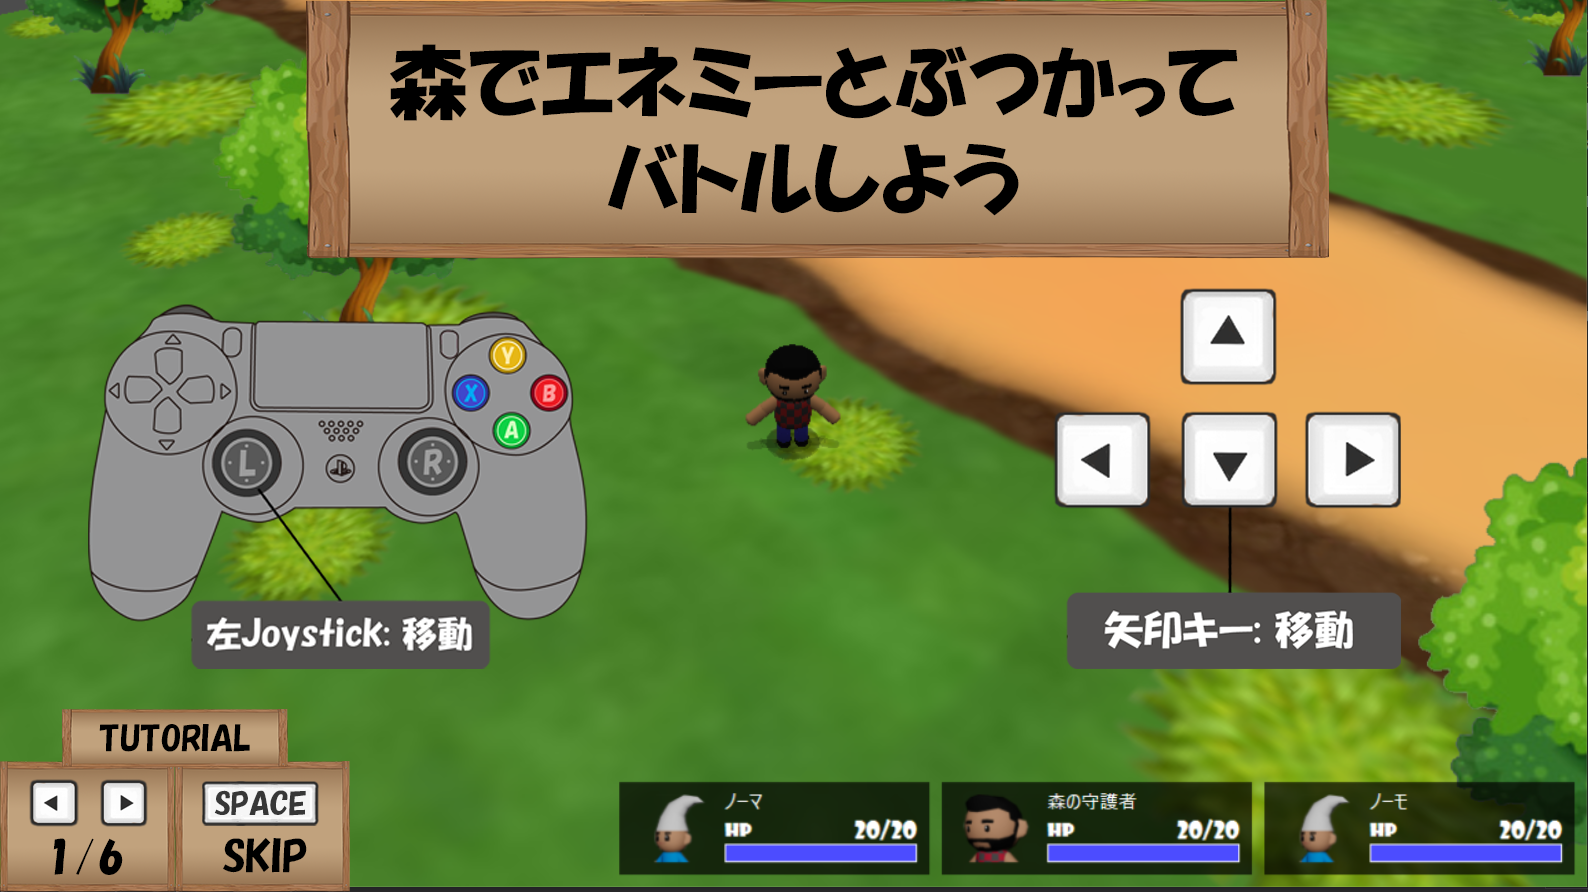 森でエネミーとぶつかって
バトルしよう
Y
X
B
A
L
R
左Joystick: 移動
矢印キー: 移動
TUTORIAL
SPACE
1/6
SKIP
ノーマ
HP 20/20
森の守護者
HP 20/20
ノーモ
HP 20/20